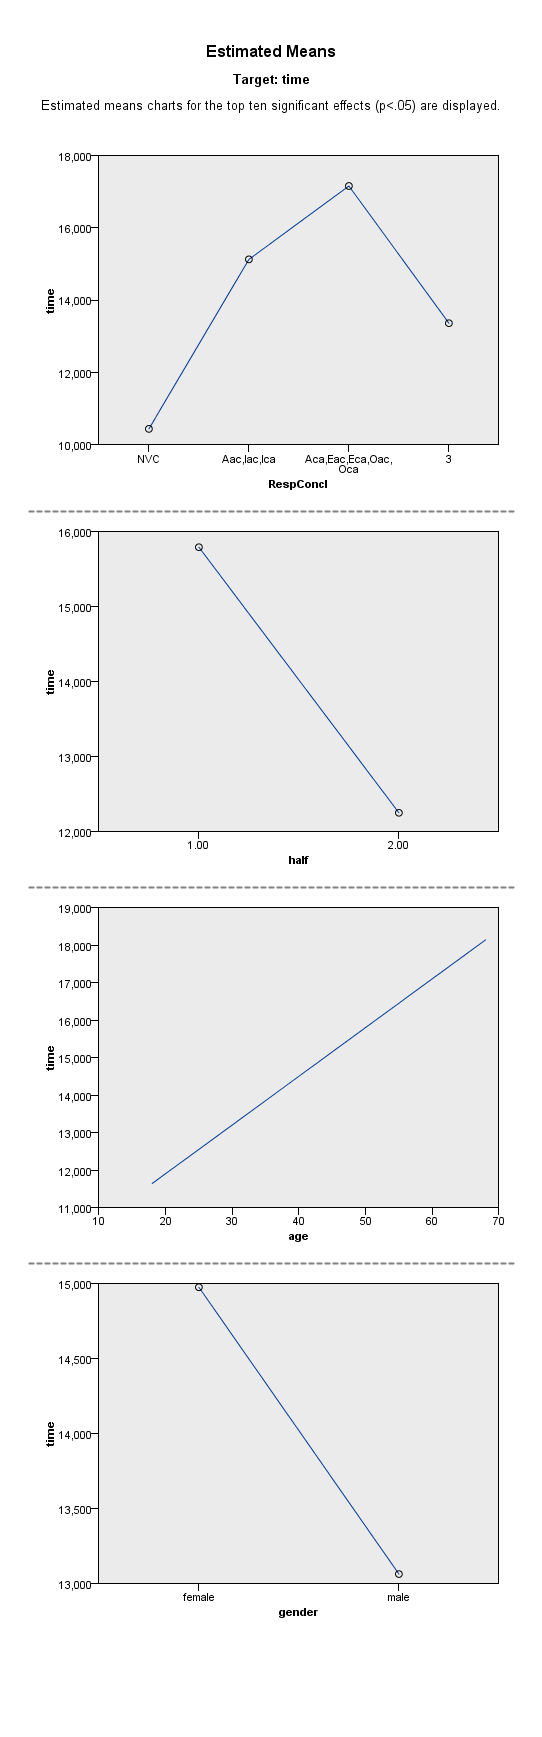 Estimated Means
Target: time
Estimated means charts for the top ten significant effects (p<.05) are displayed.
18,000
16,000
14,000
12,000
10,000
time
NVC
Aac,Iac,Ica
Aca,Eac,Eca,Oac,
Oca
3
RespConcl
16,000
15,000
14,000
13,000
12,000
time
1.00
2.00
half
19,000
18,000
17,000
16,000
15,000
14,000
13,000
12,000
11,000
time
10
20
30
40
50
60
70
age
15,000
14,500
14,000
13,500
13,000
time
female
male
gender